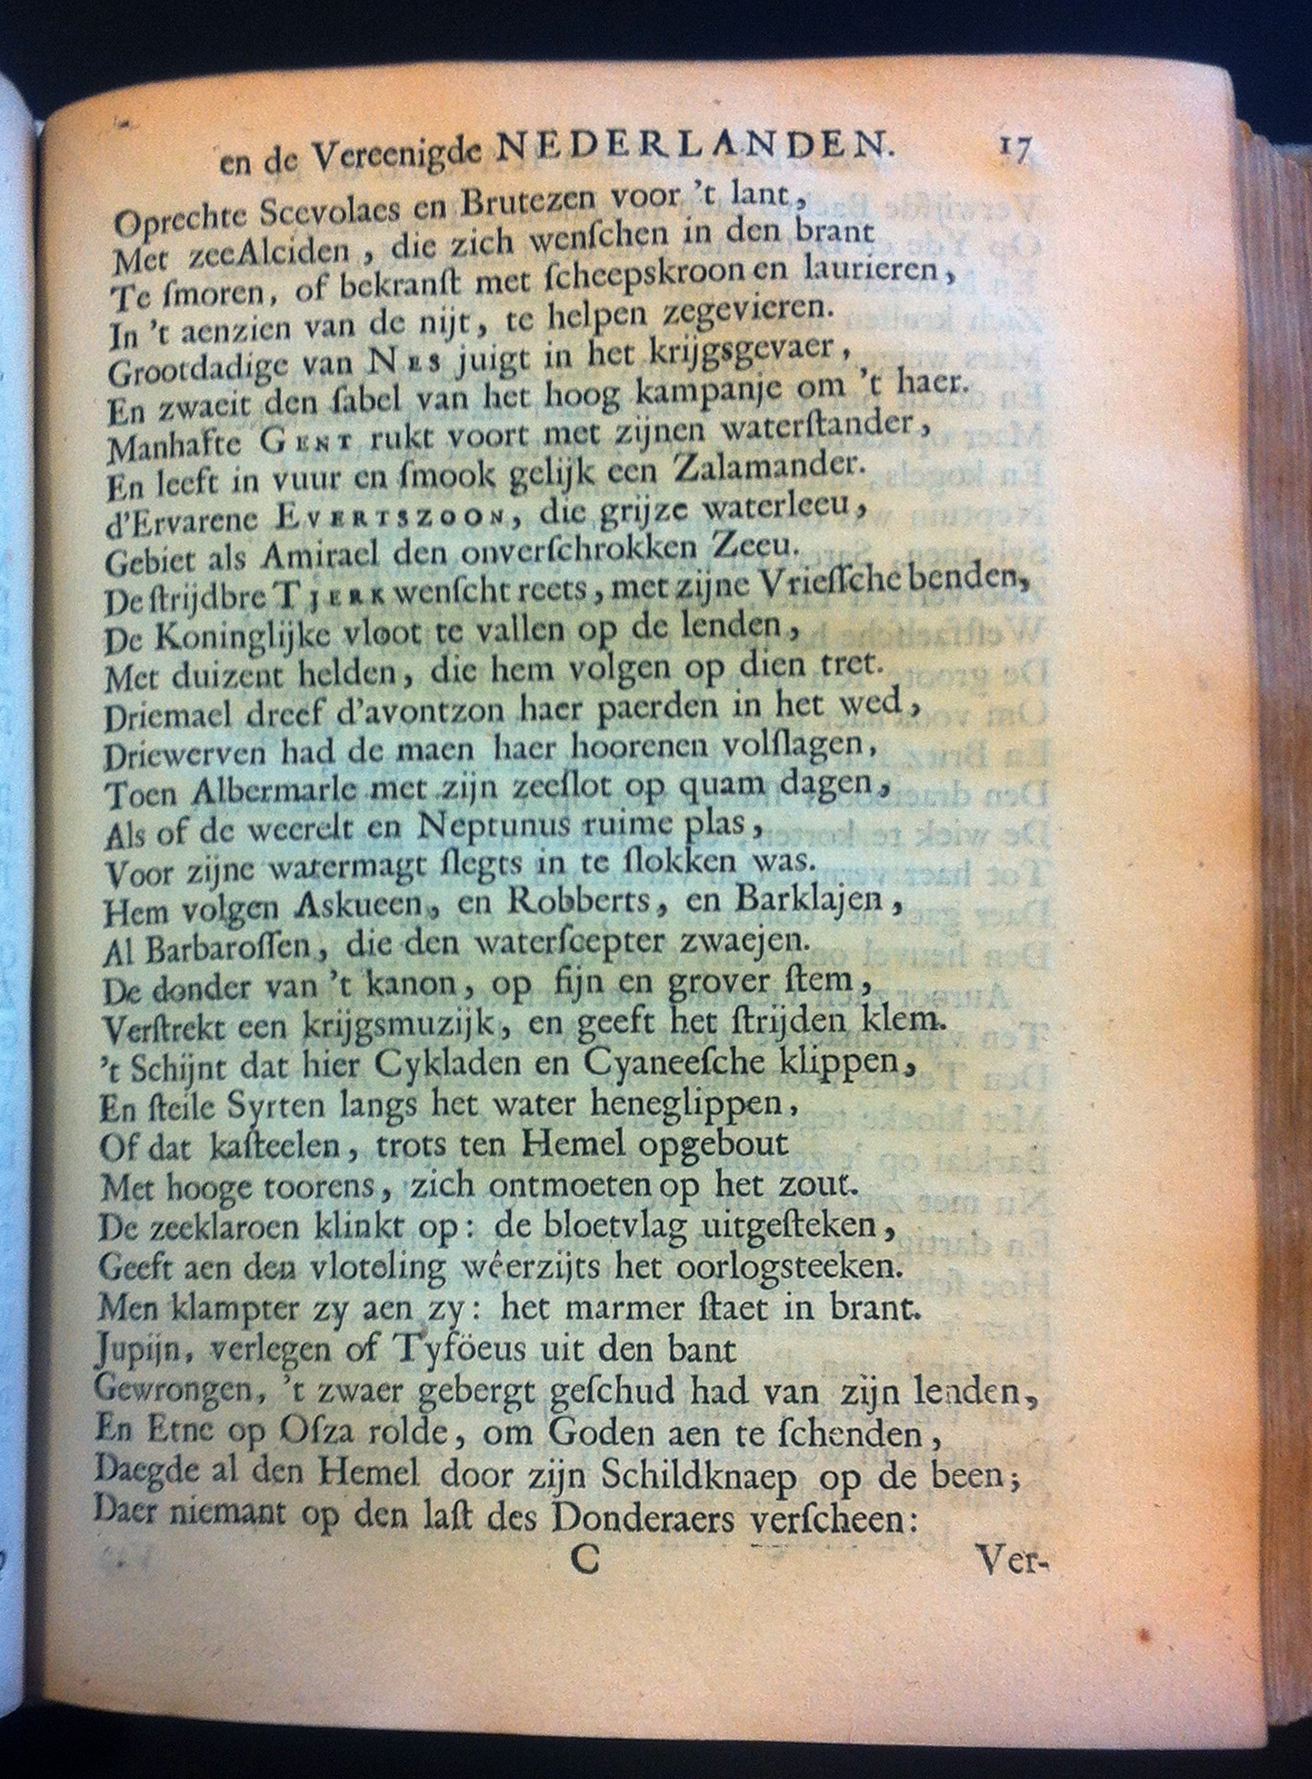 en de Vereenigde NEDERLANDEN. 17
Oprechte Scevolaes en Brutezen voor 't lant,
Met zeeAlciden, die zich wenſchen in den brant
Te ſmoren, of bekranſt met ſcheepskroon en laurieren,
In 't aenzien van de nijt, te helpen zegevieren.
Grootdadige van NES juigt in het krijgsgevaer,
En zwaeit den ſabel van het hoog kampanje om 't haer.
Manhafte GENT rukt voort met zijnen waterſtander,
En leeft in vuur en ſmook gelijk een Zalamander.
d'Ervarene EVERTSZOON, die grijze waterleeu,
Gebiet als Amirael den onverſchrokken Zeeu.
De ſtrijdbre TJERK wenſcht reets, met zijne Vrieſſche benden,
De Koninglijke vloot te vallen op de lenden,
Met duizent helden, die hem volgen op dien tret.
Driemael dreef d'avontzon haer paerden in het wed,
Driewerven had de maen haer hoorenen volſlagen,
Toen Albermarle met zijn zeeſlot op quam dagen,
Als of de weerelt en Neptunus ruime plas,
Voor zijne watermagt ſlegts in te ſlokken was.
Hem volgen Askueen, en Robberts, en Barklajen,
Al Barbaroſſen, die den waterſcepter zwaejen.
De donder van 't kanon, op fijn en grover ſtem,
Verſtrekt een krijgsmuzijk, en geeft het ſtrijden klem.
't Schijnt dat hier Cykladen en Cyaneeſche klippen,
En ſteile Syrten langs het water heneglippen,
Of dat kaſteelen, trots ten Hemel opgebout
Met hooge toorens, zich ontmoeten op het zout.
De zeeklaroen klinkt op: de bloetvlag uitgeſteken,
Geeft aen den vloteling wêerzijts het oorlogsteeken.
Men klampter zy aen zy: het marmer ſtaet in brant.
Jupijn, verlegen of Tyföeus uit den bant
Gewrongen, 't zwaer gebergt geſchud had van zijn lenden,
En Etne op Oſza rolde, om Goden aen te ſchenden,
Daegde al den Hemel door zijn Schildknaep op de been;
Daer niemant op den laſt des Donderaers verſcheen:
C Ver-